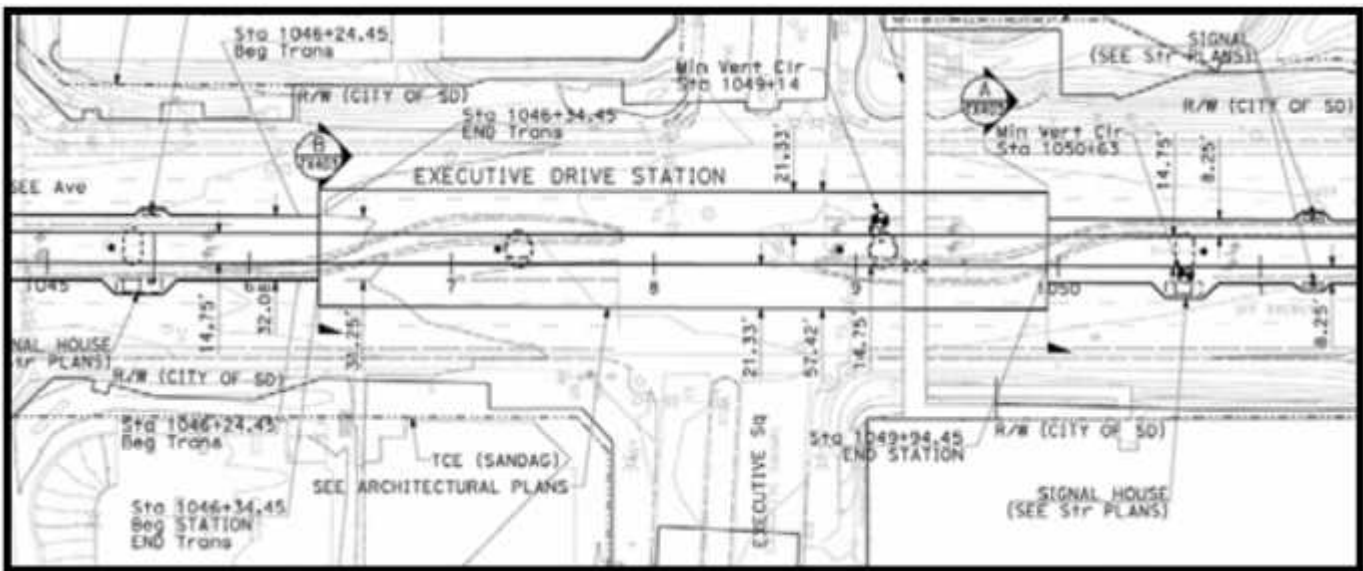 Sta 1046+24.45
Beg Trans
SIGNAL
(SEE Str PLANS)
Min Vert Clr
Sta 1049+14
R/W (CITY OF SD)
A
R/W (CITY OF SD)
Sta 1046+34.45
END Trans
Min Vert Clr
Sta 1050+63
B
21.33'
14.75'
8.25'
EXECUTIVE DRIVE STATION
SEE Ave
1045
6
7
8
9
1050
1
14.75'
32.08'
21.33'
57.42'
14.75'
8.25'
NAL HOUSE
PLANS)
R/W (CITY OF SD)
Sta 1046+24.45
Beg Trans
EXECUTIVE Sq
Sta 1049+94.45
END STATION
R/W (CITY OF SD)
TCE (SANDAG)
SEE ARCHITECTURAL PLANS
SIGNAL HOUSE
(SEE Str PLANS)
Sta 1046+34.45
Beg STATION
END Trans